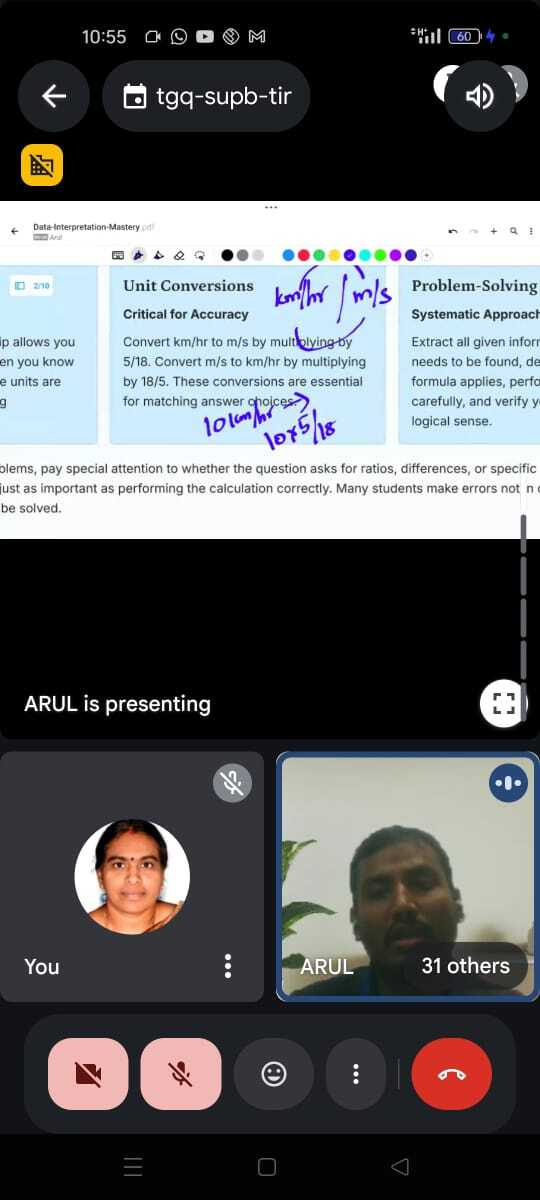 10:55
60
tgq-supb-tir
Data-Interpretation-Mastery.pdf
Arul
2/10
Unit Conversions
km/hr / m/s
Problem-Solving
Critical for Accuracy
Systematic Approach
ip allows you
Convert km/hr to m/s by multiplying by
Extract all given inform
en you know
5/18. Convert m/s to km/hr by multiplying
needs to be found, de
e units are
by 18/5. These conversions are essential
formula applies, perfo
g
for matching answer choices.
carefully, and verify y
logical sense.
10 km/hr →
10×5/18
blems, pay special attention to whether the question asks for ratios, differences, or specific
just as important as performing the calculation correctly. Many students make errors not n
be solved.
ARUL is presenting
You
ARUL
31 others